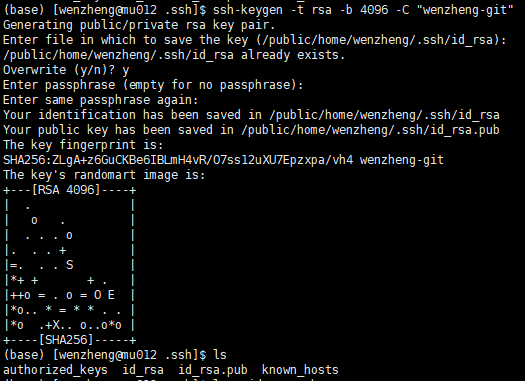 (base) [wenzheng@mu012 .ssh]$ ssh-keygen -t rsa -b 4096 -C "wenzheng-git"
Generating public/private rsa key pair.
Enter file in which to save the key (/public/home/wenzheng/.ssh/id_rsa):
/public/home/wenzheng/.ssh/id_rsa already exists.
Overwrite (y/n)? y
Enter passphrase (empty for no passphrase):
Enter same passphrase again:
Your identification has been saved in /public/home/wenzheng/.ssh/id_rsa
Your public key has been saved in /public/home/wenzheng/.ssh/id_rsa.pub
The key fingerprint is:
SHA256:ZLgA+z6GuCKBe6IBLmH4vR/O7ss12uXU7Epzxpa/vh4 wenzheng-git
The key's randomart image is:
+---[RSA 4096]----+
|  .              |
|   o   .         |
|  . . . o        |
|.  . . +         |
|=.  . . S        |
|*+ +       + .   |
|++o = . o = O E  |
|*o.. * = * * . . |
|*o  .+X.. o..o*o |
+----[SHA256]-----+
(base) [wenzheng@mu012 .ssh]$ ls
authorized_keys  id_rsa  id_rsa.pub  known_hosts